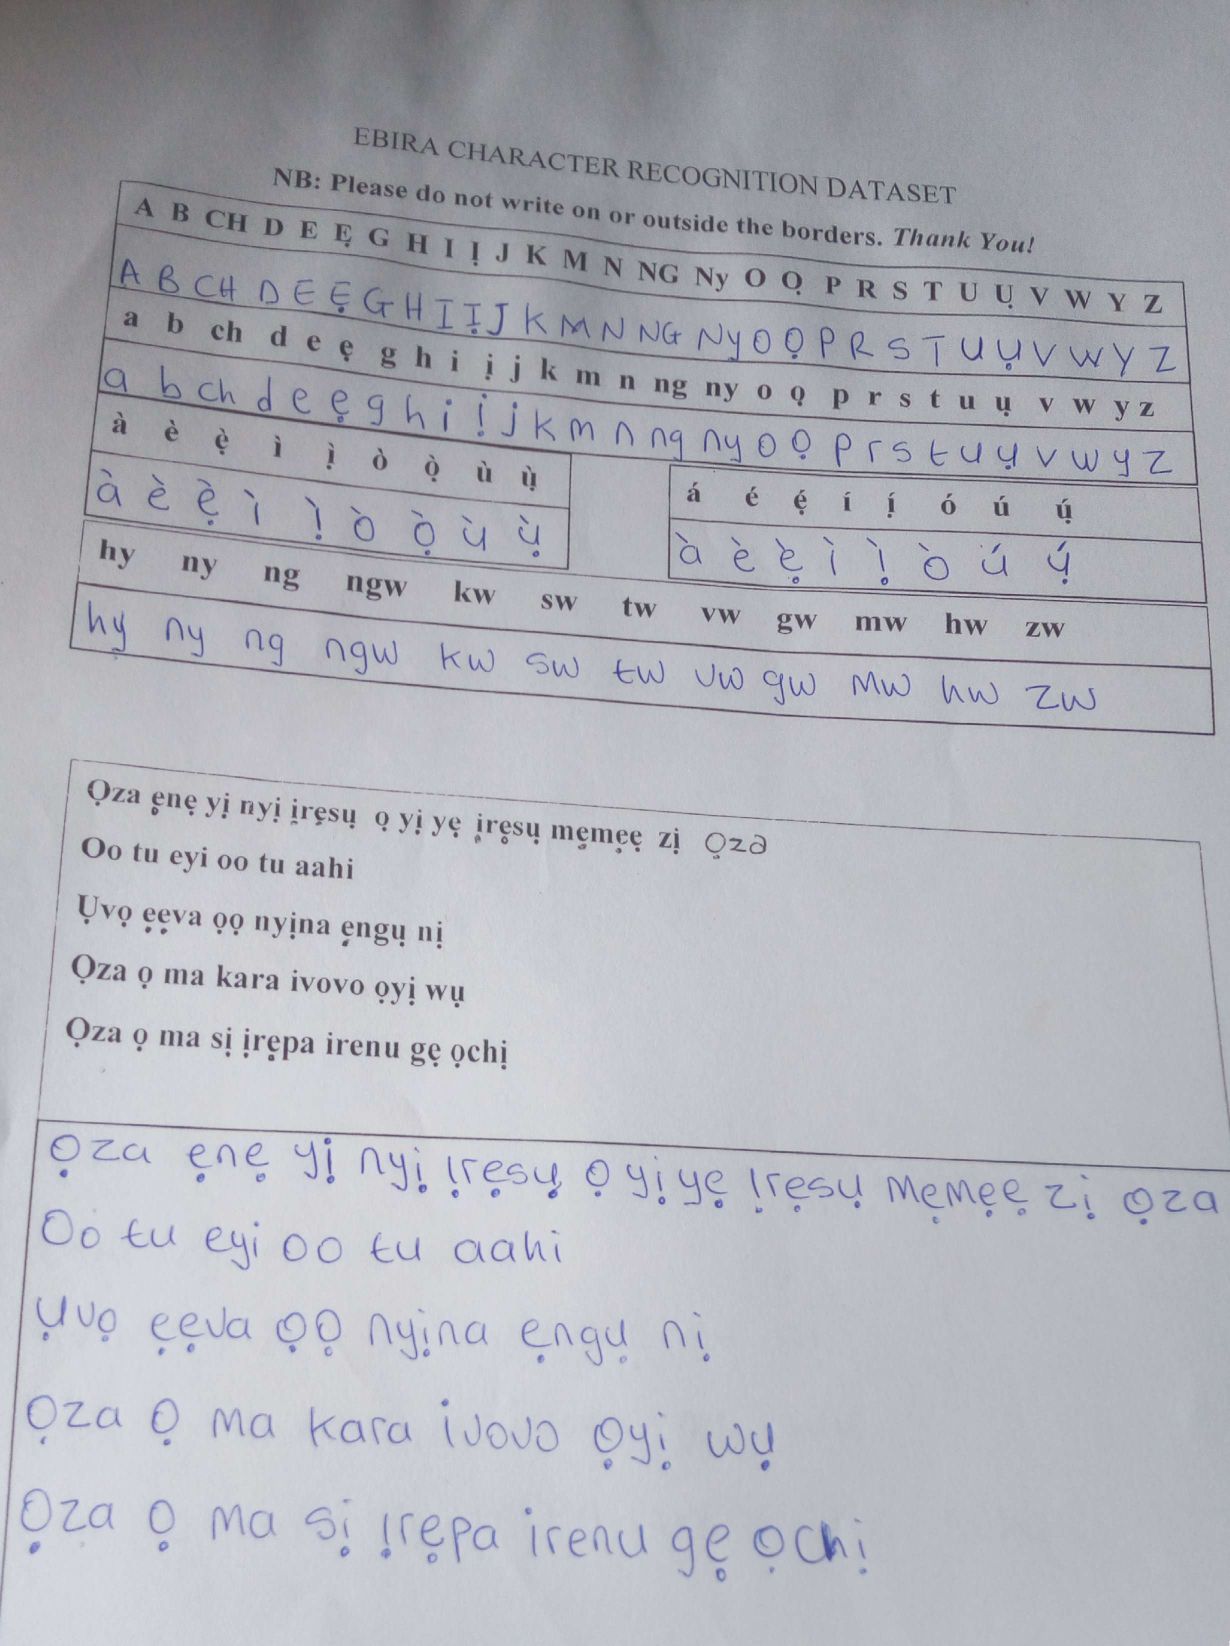 EBIRA CHARACTER RECOGNITION DATASET
NB: Please do not write on or outside the borders. Thank You!
A B CH D E Ẹ G H I Ị J K M N NG Ny O Ọ P R S T U Ụ V W Y Z
A B CH D E Ẹ G H I Ị J K M N NG Ny O Ọ P R S T U Ụ V W Y Z
a b ch d e ẹ g h i ị j k m n ng ny o ọ p r s t u ụ v w y z
a b ch d e ẹ g h i ị j k m n ng ny o ọ p r s t u ụ v w y z
à è ẹ̀ ì ị̀ ò ọ̀ ù ụ̀
à è ẹ̀ ì ị̀ ò ọ̀ ù ụ̀
á é ẹ́ í ị́ ó ú ụ́
à è ẹ̀ ì ị̀ ò ú ụ́
hy ny ng ngw kw sw tw vw gw mw hw zw
hy ny ng ngw kw sw tw vw gw mw hw zw
Ọza ẹnẹ yị nyị ịrẹsụ ọ yị yẹ ịrẹsụ mẹmẹẹ zị Ọza
Oo tu eyi oo tu aahi
Ụvọ ẹẹva ọọ nyịna ẹngụ nị
Ọza ọ ma kara ivovo ọyị wụ
Ọza ọ ma sị ịrẹpa irenu gẹ ọchị
Ọza ẹnẹ yị nyị ịrẹsụ ọ yị yẹ ịrẹsụ mẹmẹẹ zị ọza
Oo tu eyi oo tu aahi
Ụvọ ẹẹva ọọ nyịna ẹngụ nị
Ọza ọ ma kara ivovo ọyị wụ
Ọza ọ ma sị ịrẹpa irenu gẹ ọchị